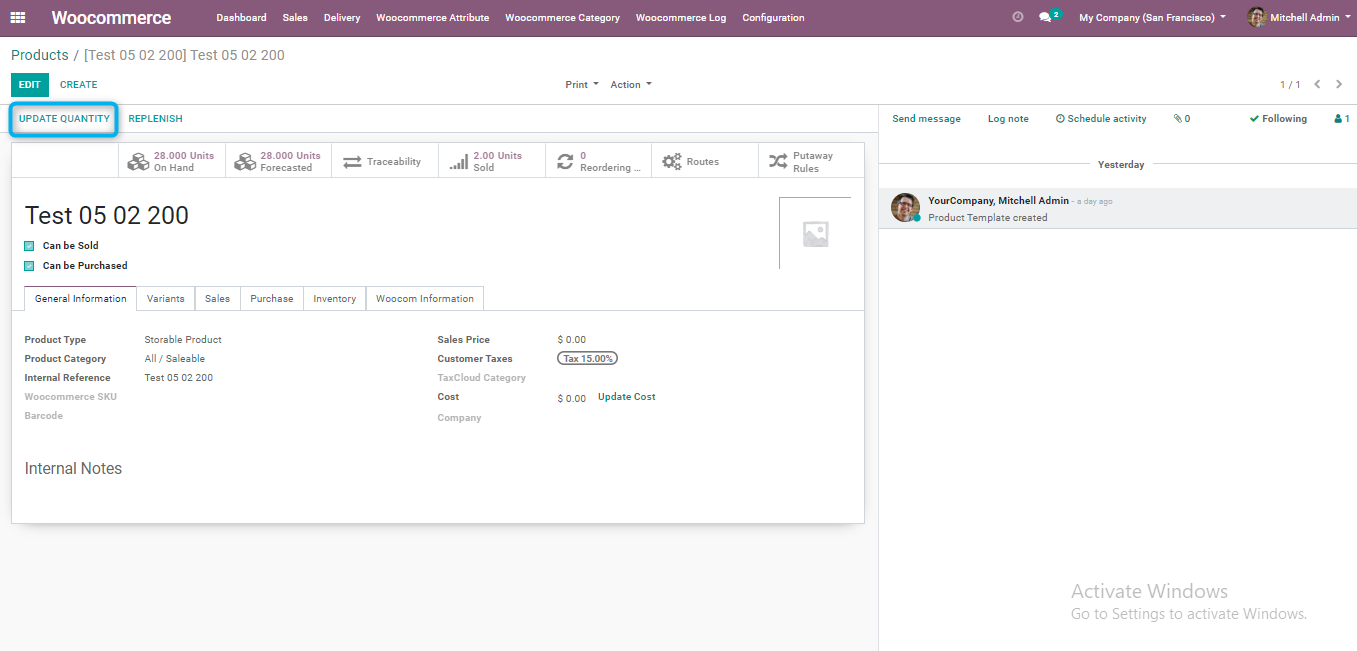 Woocommerce Dashboard Sales Delivery Woocommerce Attribute Woocommerce Category Woocommerce Log Configuration 2 My Company (San Francisco) Mitchell Admin
Products / [Test 05 02 200] Test 05 02 200
EDIT CREATE Print Action 1 / 1
UPDATE QUANTITY REPLENISH
28.000 Units
On Hand
28.000 Units
Forecasted
Traceability
2.00 Units
Sold
0
Reordering ...
Routes
Putaway
Rules
Test 05 02 200
Can be Sold
Can be Purchased
General Information Variants Sales Purchase Inventory Woocom Information
Product Type Storable Product
Product Category All / Saleable
Internal Reference Test 05 02 200
Woocommerce SKU
Barcode
Sales Price $ 0.00
Customer Taxes Tax 15.00%
TaxCloud Category
Cost $ 0.00 Update Cost
Company
Internal Notes
Send message Log note Schedule activity 0 Following 1
Yesterday
YourCompany, Mitchell Admin - a day ago
Product Template created
Activate Windows
Go to Settings to activate Windows.